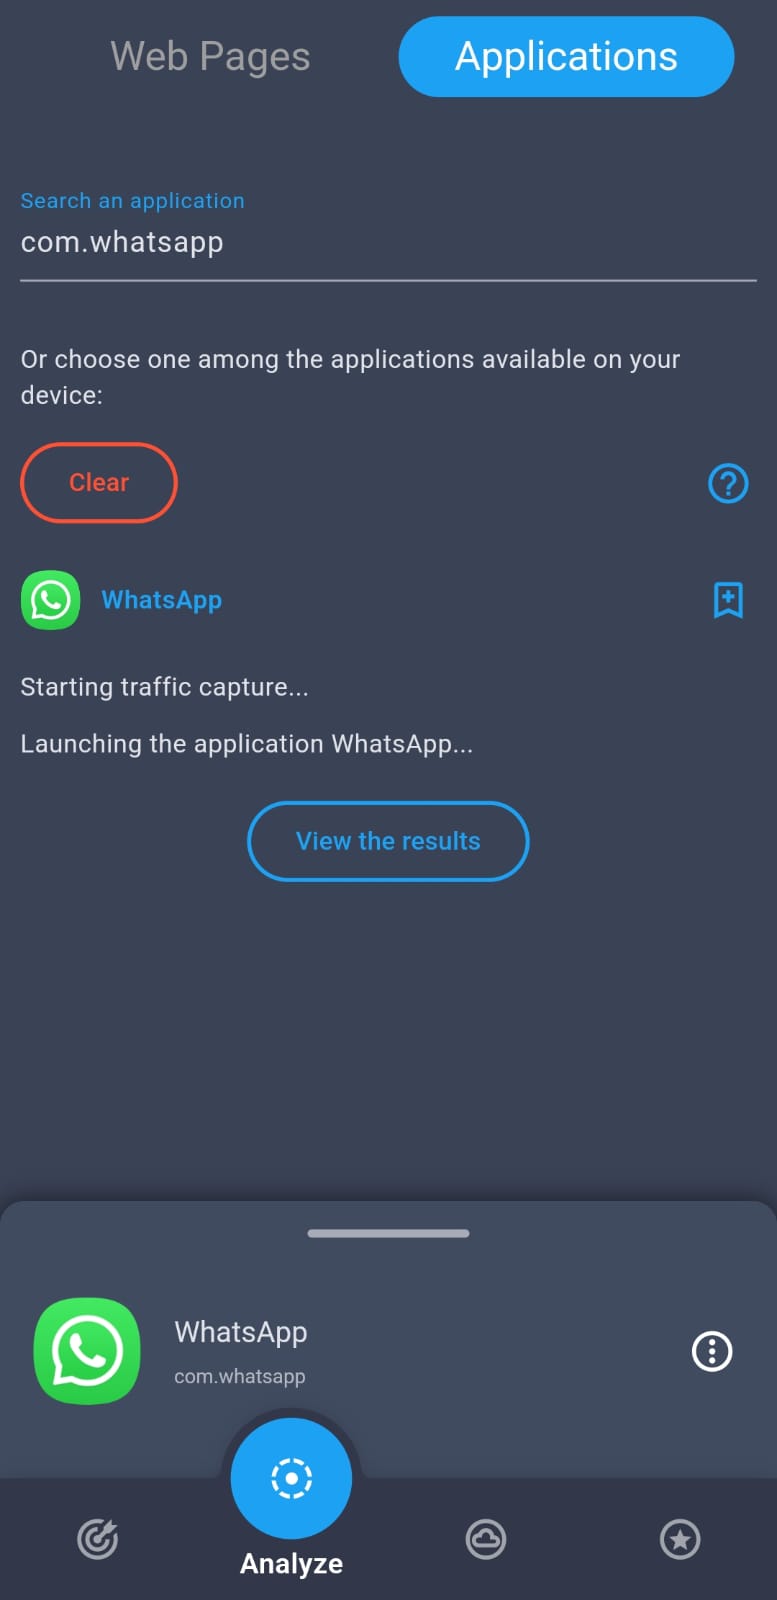 Web Pages
Applications
Search an application
com.whatsapp
Or choose one among the applications available on your
device:
Clear
WhatsApp
Starting traffic capture...
Launching the application WhatsApp...
View the results
WhatsApp
com.whatsapp
Analyze